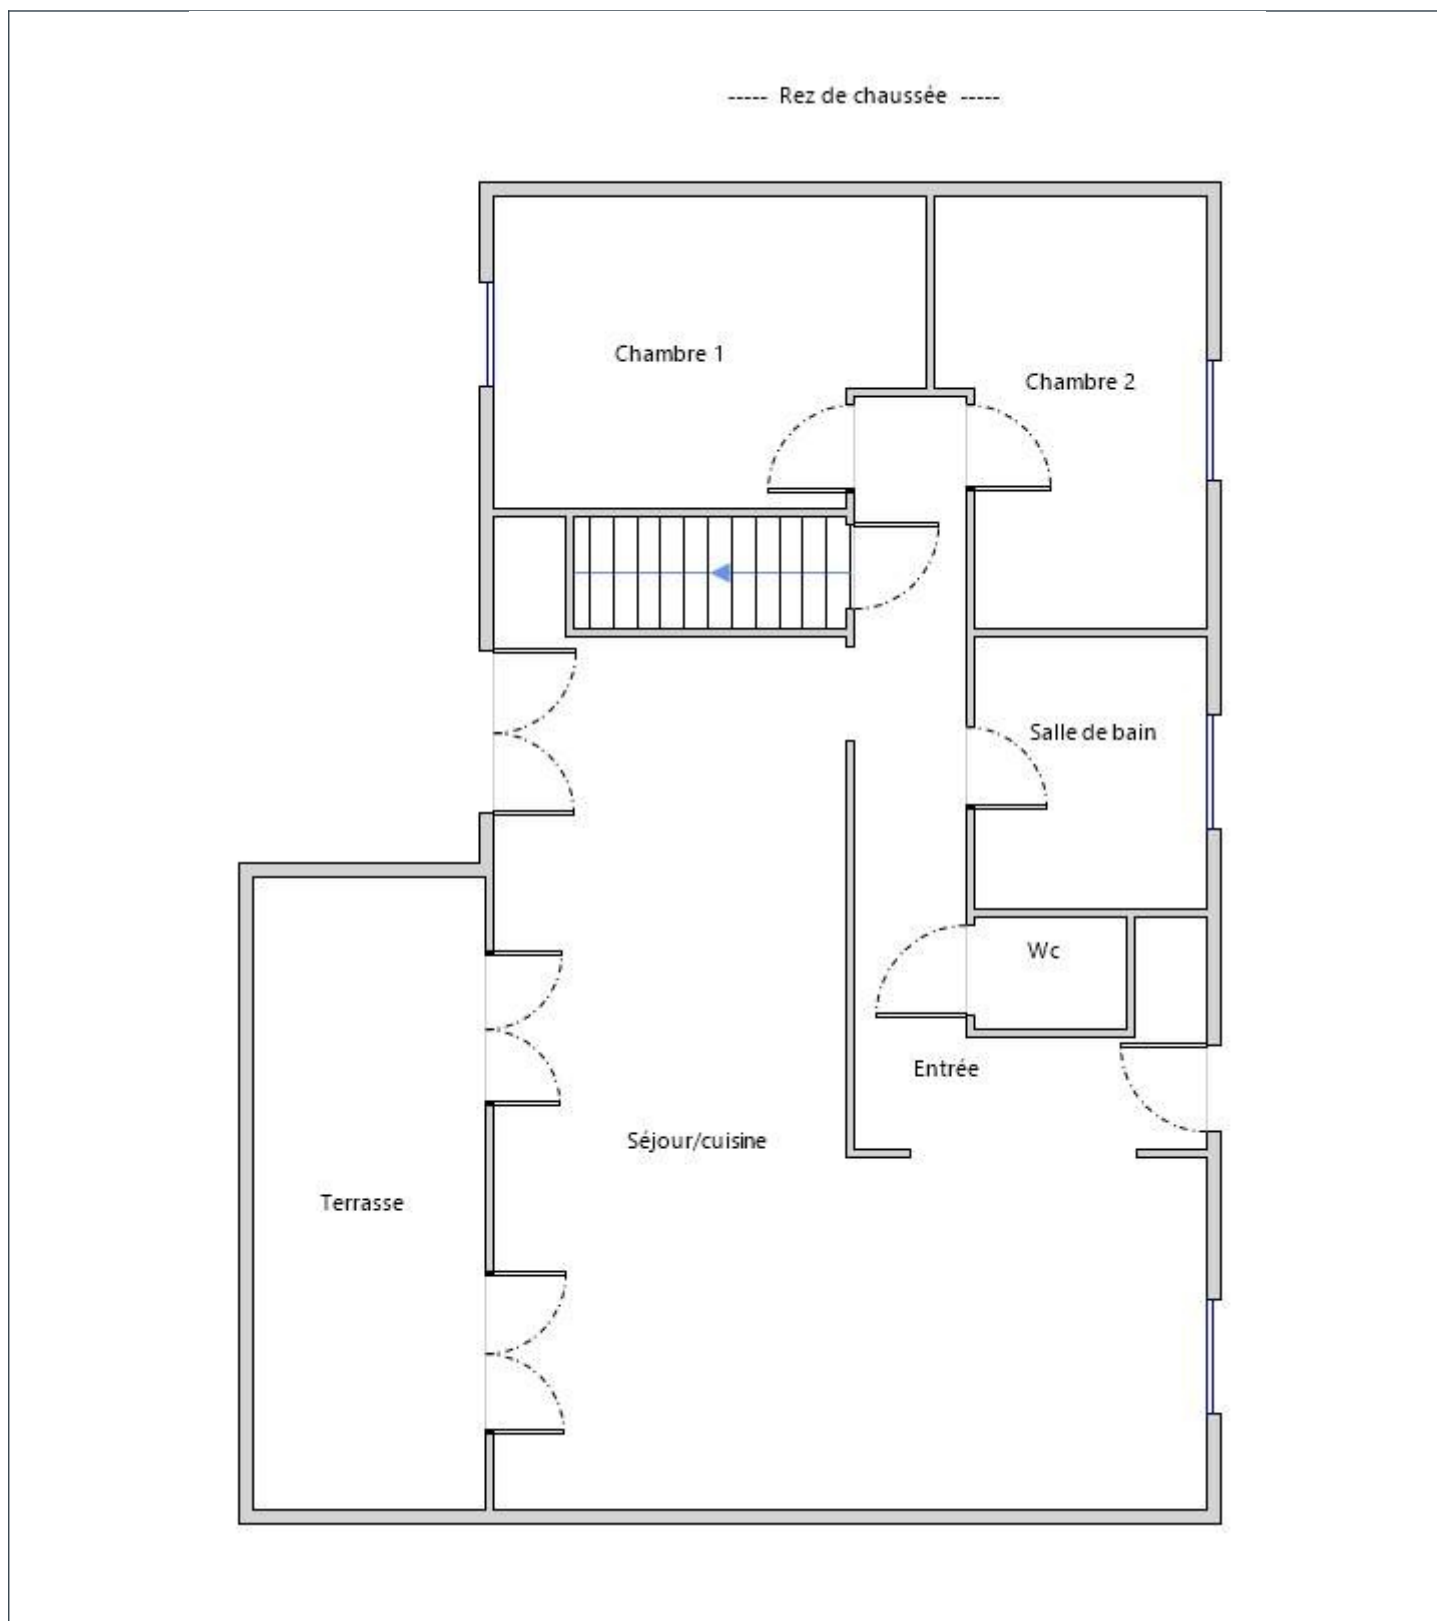 ----- Rez de chaussée -----
Chambre 1
Chambre 2
Salle de bain
Wc
Entrée
Séjour/cuisine
Terrasse